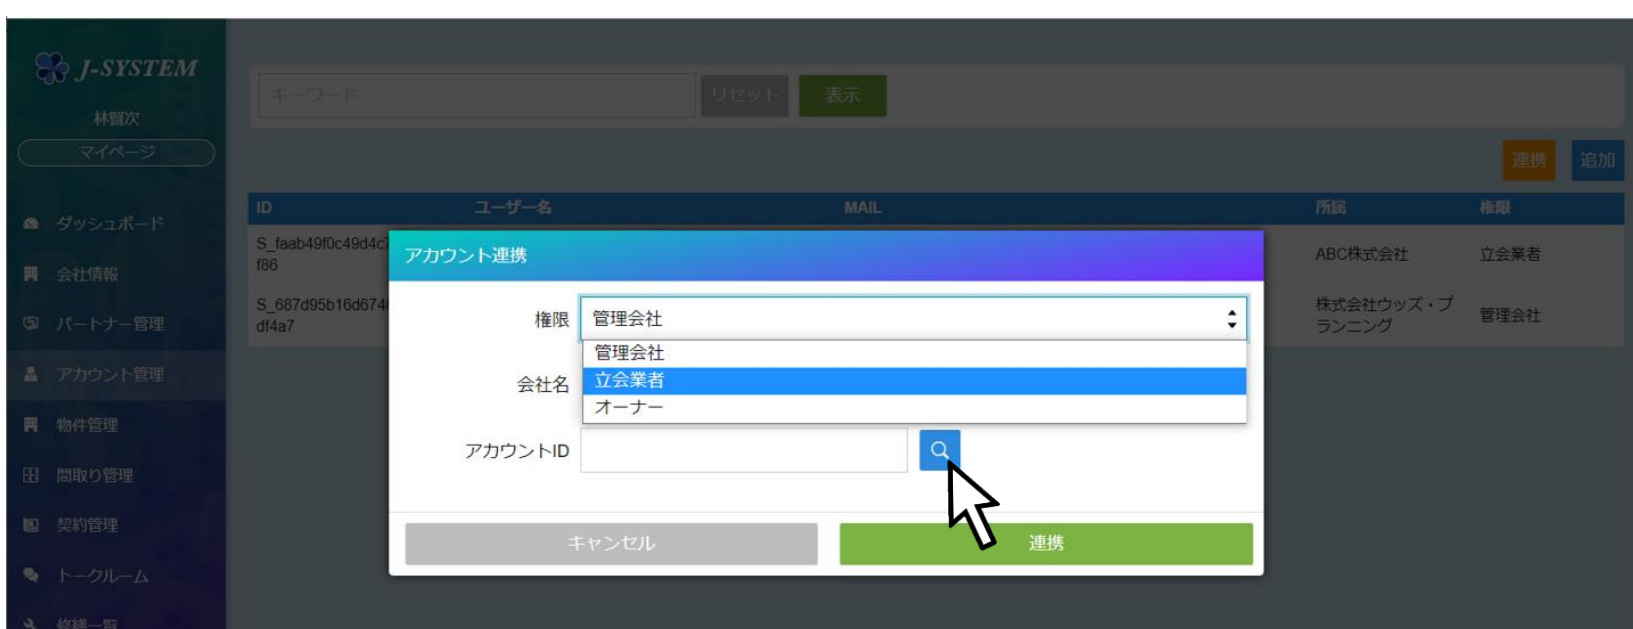 J-SYSTEM
林賢次
マイページ
ダッシュボード
会社情報
パートナー管理
アカウント管理
物件管理
間取り管理
契約管理
トークルーム
修繕一覧
キーワード
リセット
表示
連携
追加
ID ユーザー名 MAIL 所属 権限
S_faab49f0c49d4c
f86
ABC株式会社
立会業者
S_687d95b16d674
df4a7
株式会社ウッズ・プ
ランニング
管理会社
アカウント連携
権限 管理会社
管理会社
立会業者
オーナー
会社名
アカウントID
キャンセル
連携